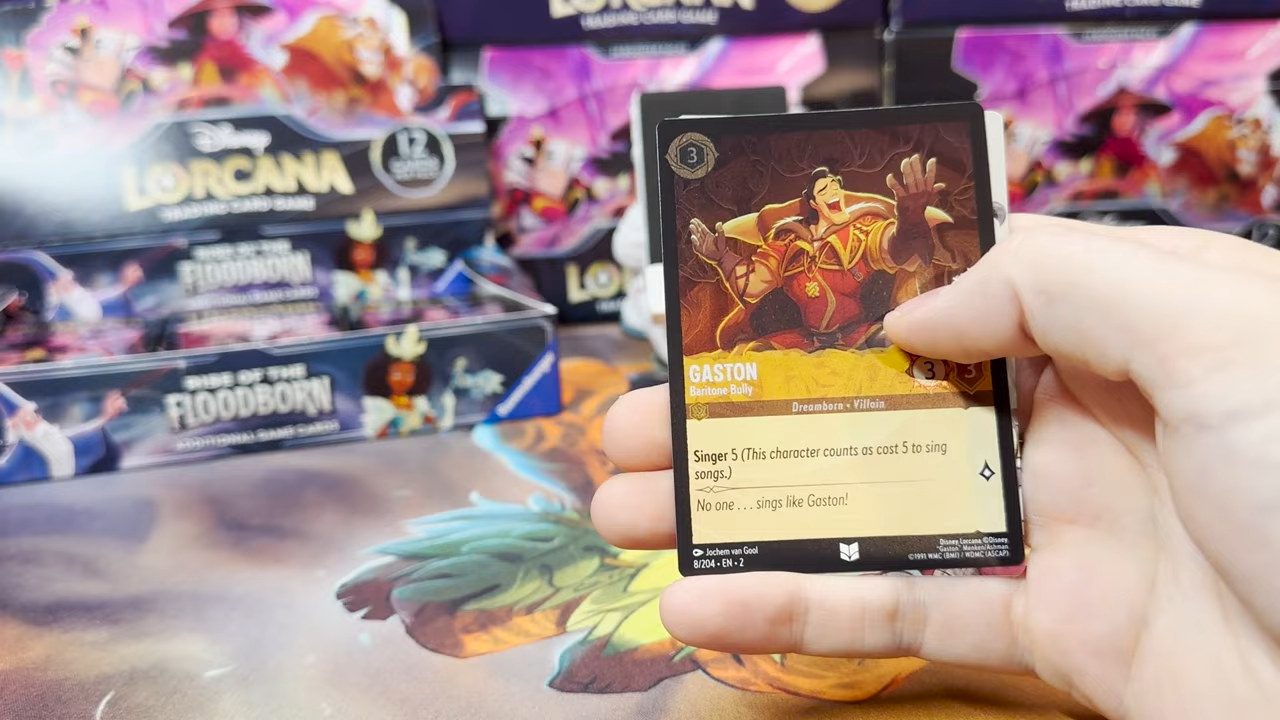 LORCANA
TRADING CARD GAME
Disney
LORCANA
TRADING CARD GAME
12
RISE OF THE
FLOODBORN
RISE OF THE
FLOODBORN
ADDITIONAL GAME CARDS
3
GASTON
Baritone Bully
3 3
Dreamborn • Villain
Singer 5 (This character counts as cost 5 to sing
songs.)
No one . . . sings like Gaston!
Jochem van Gool
8/204 • EN • 2
Disney Lorcana ©Disney
"Gaston" Menken/Ashman
©1991 WMC (BMI) / WDMC (ASCAP)